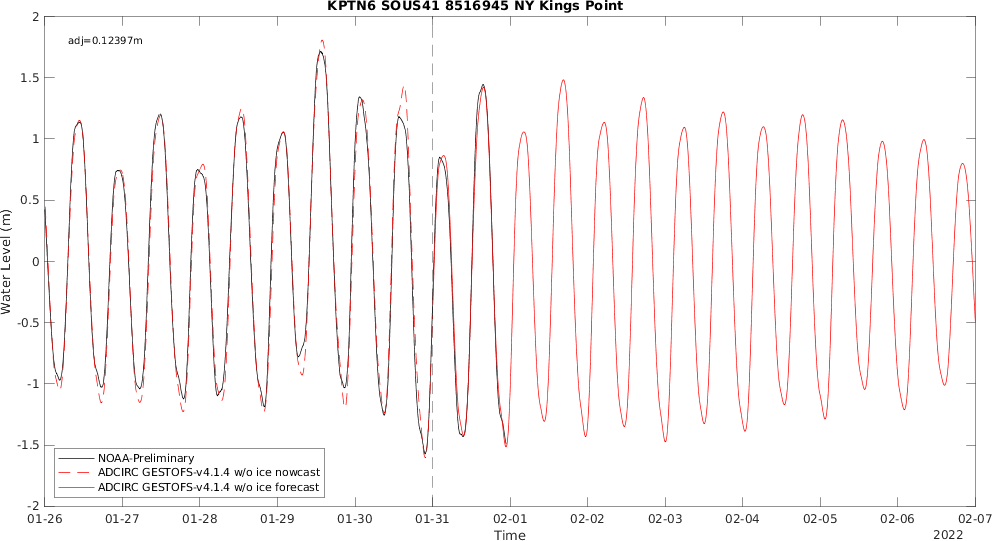 KPTN6 SOUS41 8516945 NY Kings Point
adj=0.12397m
2
1.5
1
0.5
0
-0.5
-1
-1.5
-2
Water Level (m)
NOAA-Preliminary
ADCIRC GESTOFS-v4.1.4 w/o ice nowcast
ADCIRC GESTOFS-v4.1.4 w/o ice forecast
01-26 01-27 01-28 01-29 01-30 01-31 02-01 02-02 02-03 02-04 02-05 02-06 02-07
Time
2022